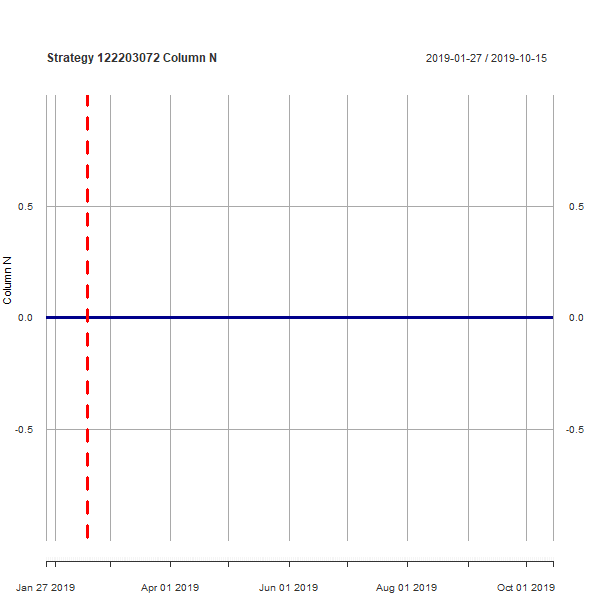 Strategy 122203072 Column N
2019-01-27 / 2019-10-15
0.5
0.5
Column N
0.0
0.0
-0.5
-0.5
Jan 27 2019
Apr 01 2019
Jun 01 2019
Aug 01 2019
Oct 01 2019